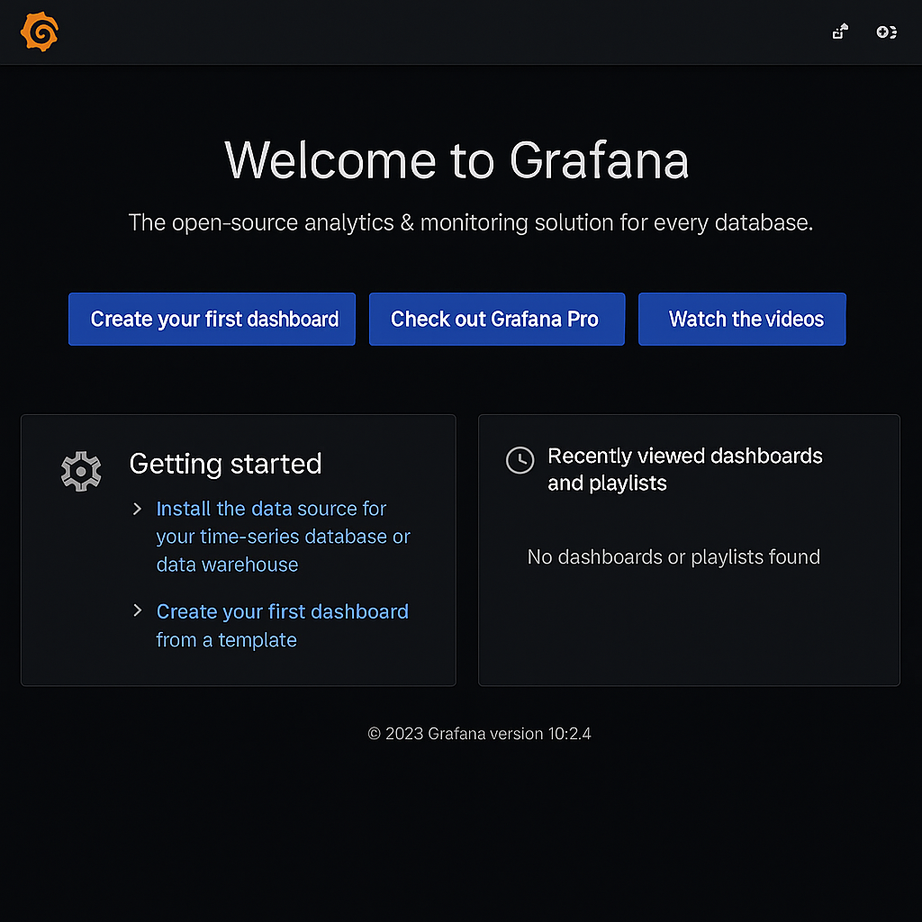 Welcome to Grafana
The open-source analytics & monitoring solution for every database.
Create your first dashboard
Check out Grafana Pro
Watch the videos
Getting started
Install the data source for
your time-series database or
data warehouse
Create your first dashboard
from a template
Recently viewed dashboards
and playlists
No dashboards or playlists found
© 2023 Grafana version 10:2.4